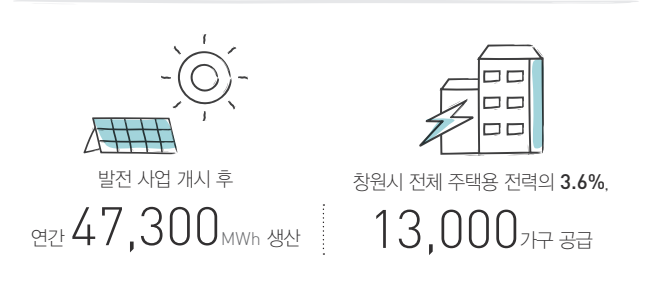 발전 사업 개시 후
연간 47,300MWh 생산
창원시 전체 주택용 전력의 3.6%,
13,000가구 공급